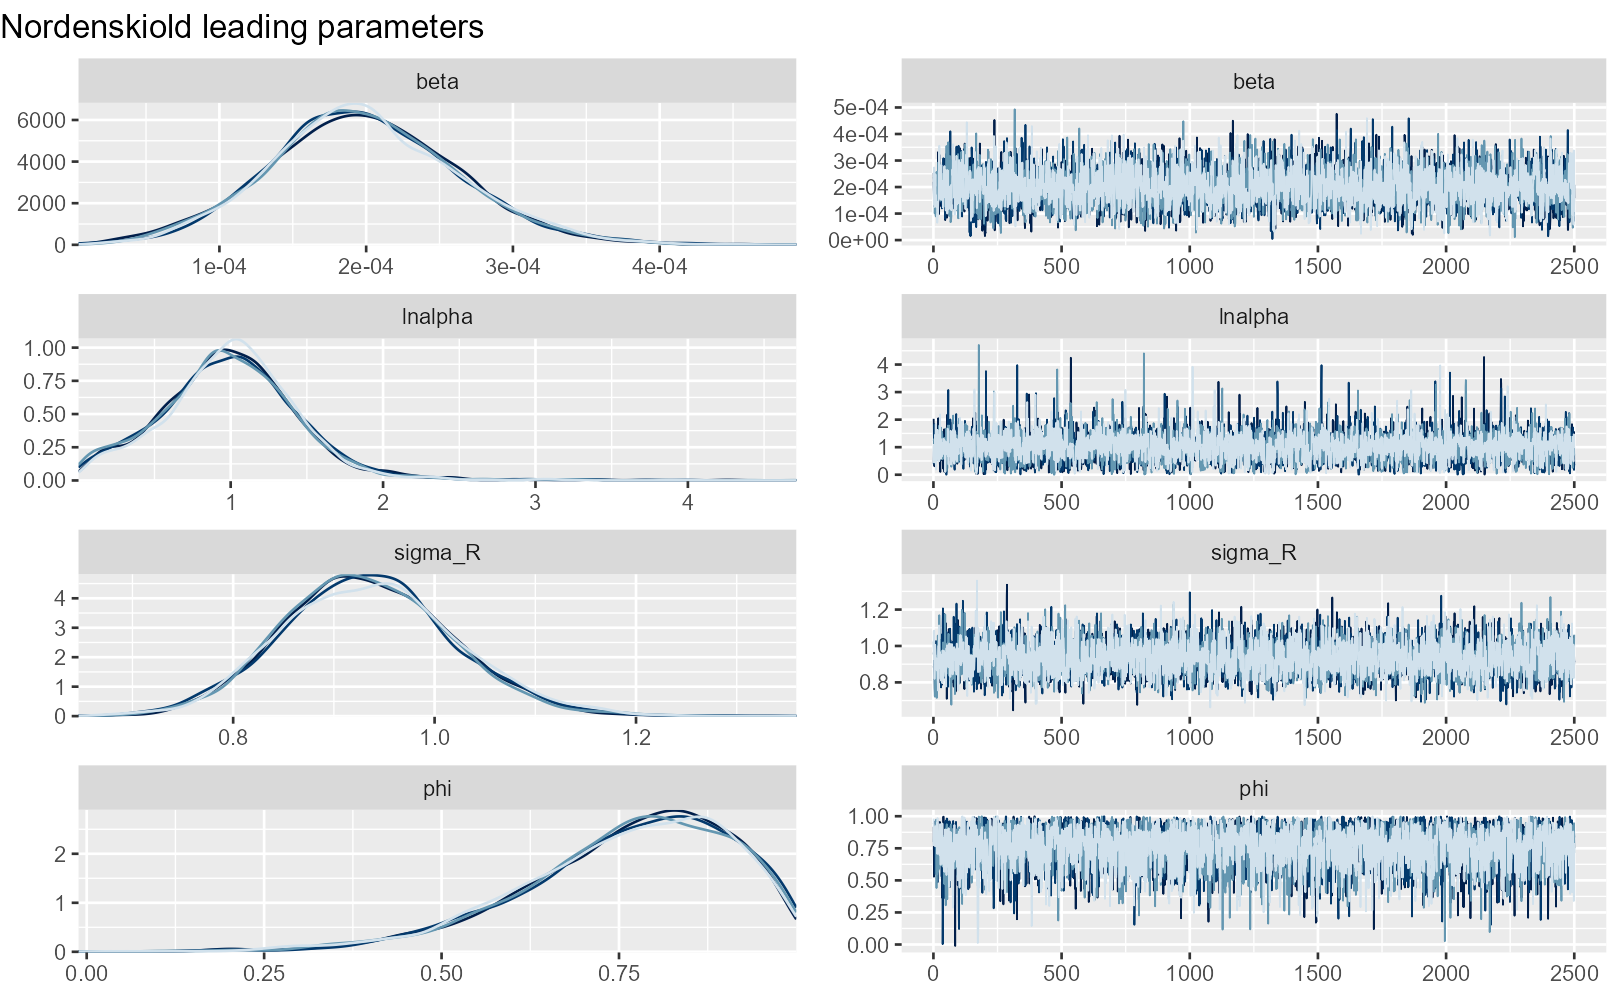 Nordenskiold leading parameters
beta
beta
6000
4000
2000
0
1e-04 2e-04 3e-04 4e-04
5e-04
4e-04
3e-04
2e-04
1e-04
0e+00
0 500 1000 1500 2000 2500
lnalpha
lnalpha
1.00
0.75
0.50
0.25
0.00
1 2 3 4
4
3
2
1
0
0 500 1000 1500 2000 2500
sigma_R
sigma_R
4
3
2
1
0
0.8 1.0 1.2
1.2
1.0
0.8
0 500 1000 1500 2000 2500
phi
phi
2
1
0
0.00 0.25 0.50 0.75
1.00
0.75
0.50
0.25
0.00
0 500 1000 1500 2000 2500